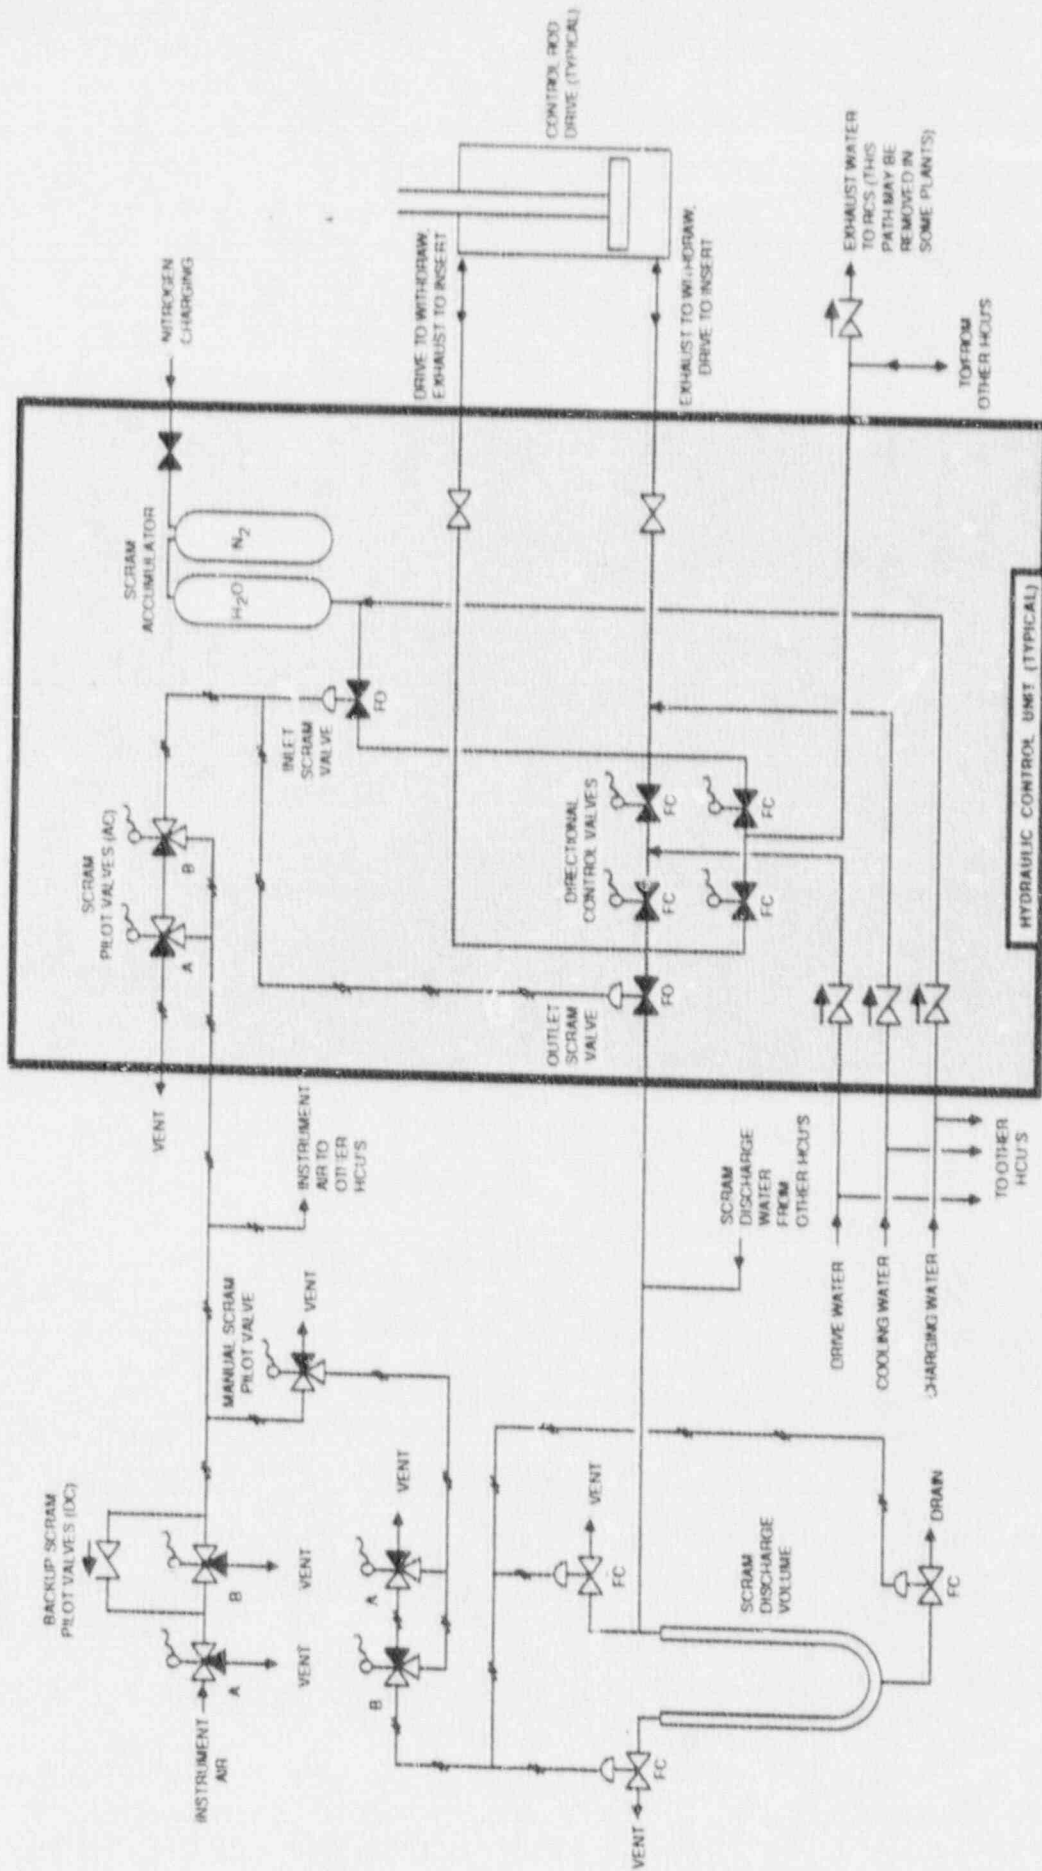 BACKUP SCRAM
PILOT VALVES (DC)
INSTRUMENT
AIR
A
B
VENT
VENT
MANUAL SCRAM
PILOT VALVE
VENT
INSTRUMENT
AIR TO
OTHER
HCU'S
VENT
SCRAM
PILOT VALVES (AC)
A
B
SCRAM
ACCUMULATOR
H2O
N2
NITROGEN
CHARGING
INLET
SCRAM
VALVE
FO
DRIVE TO WITHDRAW,
EXHAUST TO INSERT
CONTROL ROD
DRIVE (TYPICAL)
EXHAUST TO WITHDRAW,
DRIVE TO INSERT
DIRECTIONAL
CONTROL VALVES
FC
FC
FC
FC
OUTLET
SCRAM
VALVE
FO
EXHAUST WATER
TO RCS (THIS
PATH MAY BE
REMOVED IN
SOME PLANTS)
TO/FROM
OTHER HCU'S
HYDRAULIC CONTROL UNIT (TYPICAL)
B
A
VENT
VENT
FC
VENT
FC
SCRAM
DISCHARGE
VOLUME
DRAIN
FC
SCRAM
DISCHARGE
WATER
FROM
OTHER HCU'S
DRIVE WATER
COOLING WATER
CHARGING WATER
TO OTHER
HCU'S